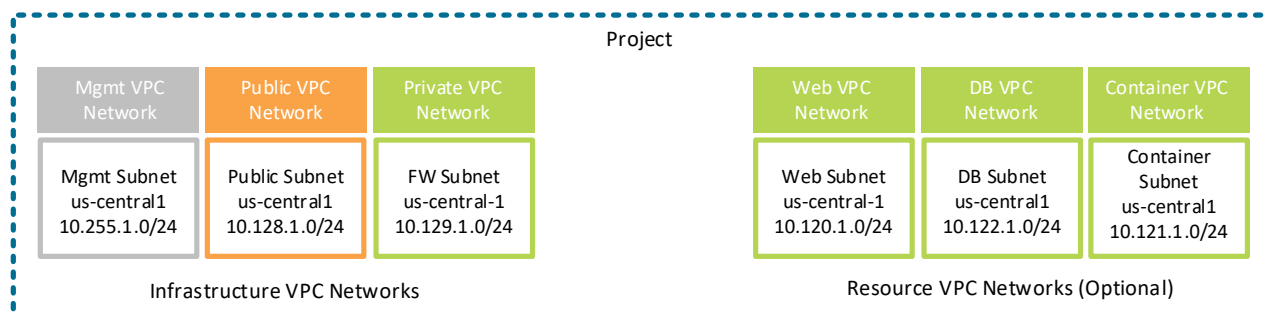 Project
Mgmt VPC
Network
Public VPC
Network
Private VPC
Network
Web VPC
Network
DB VPC
Network
Container VPC
Network
Mgmt Subnet
us-central1
10.255.1.0/24
Public Subnet
us-central1
10.128.1.0/24
FW Subnet
us-central-1
10.129.1.0/24
Web Subnet
us-central-1
10.120.1.0/24
DB Subnet
us-central1
10.122.1.0/24
Container
Subnet
us-central1
10.121.1.0/24
Infrastructure VPC Networks
Resource VPC Networks (Optional)